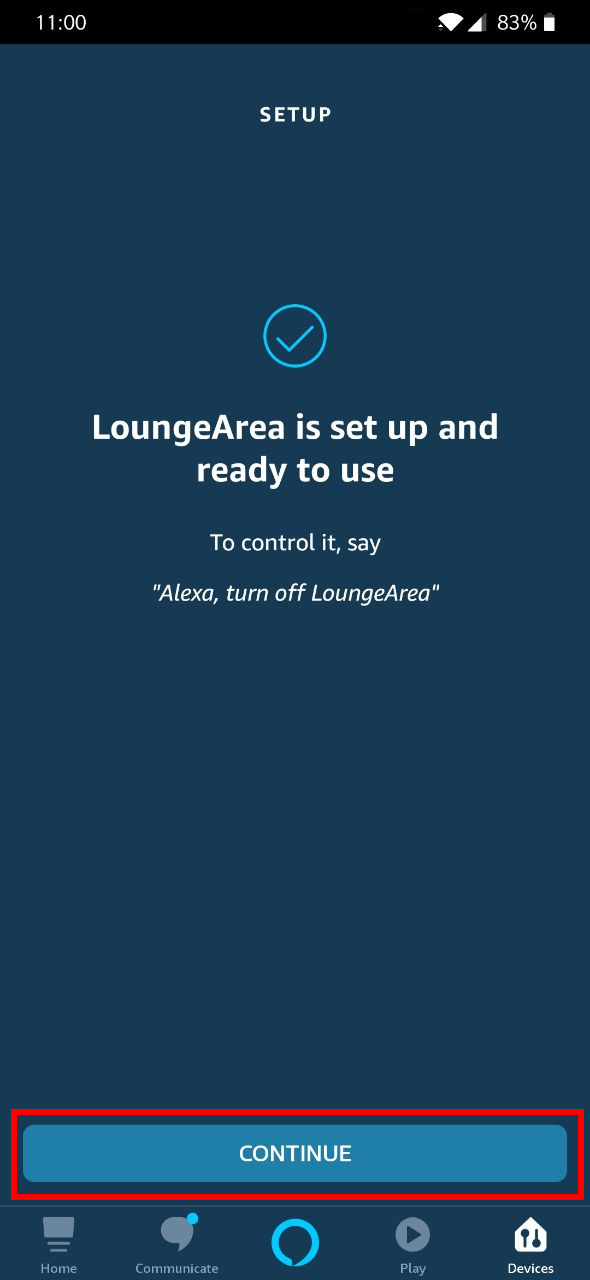 11:00 83%
SETUP
LoungeArea is set up and
ready to use
To control it, say
"Alexa, turn off LoungeArea"
CONTINUE
Home Communicate Play Devices